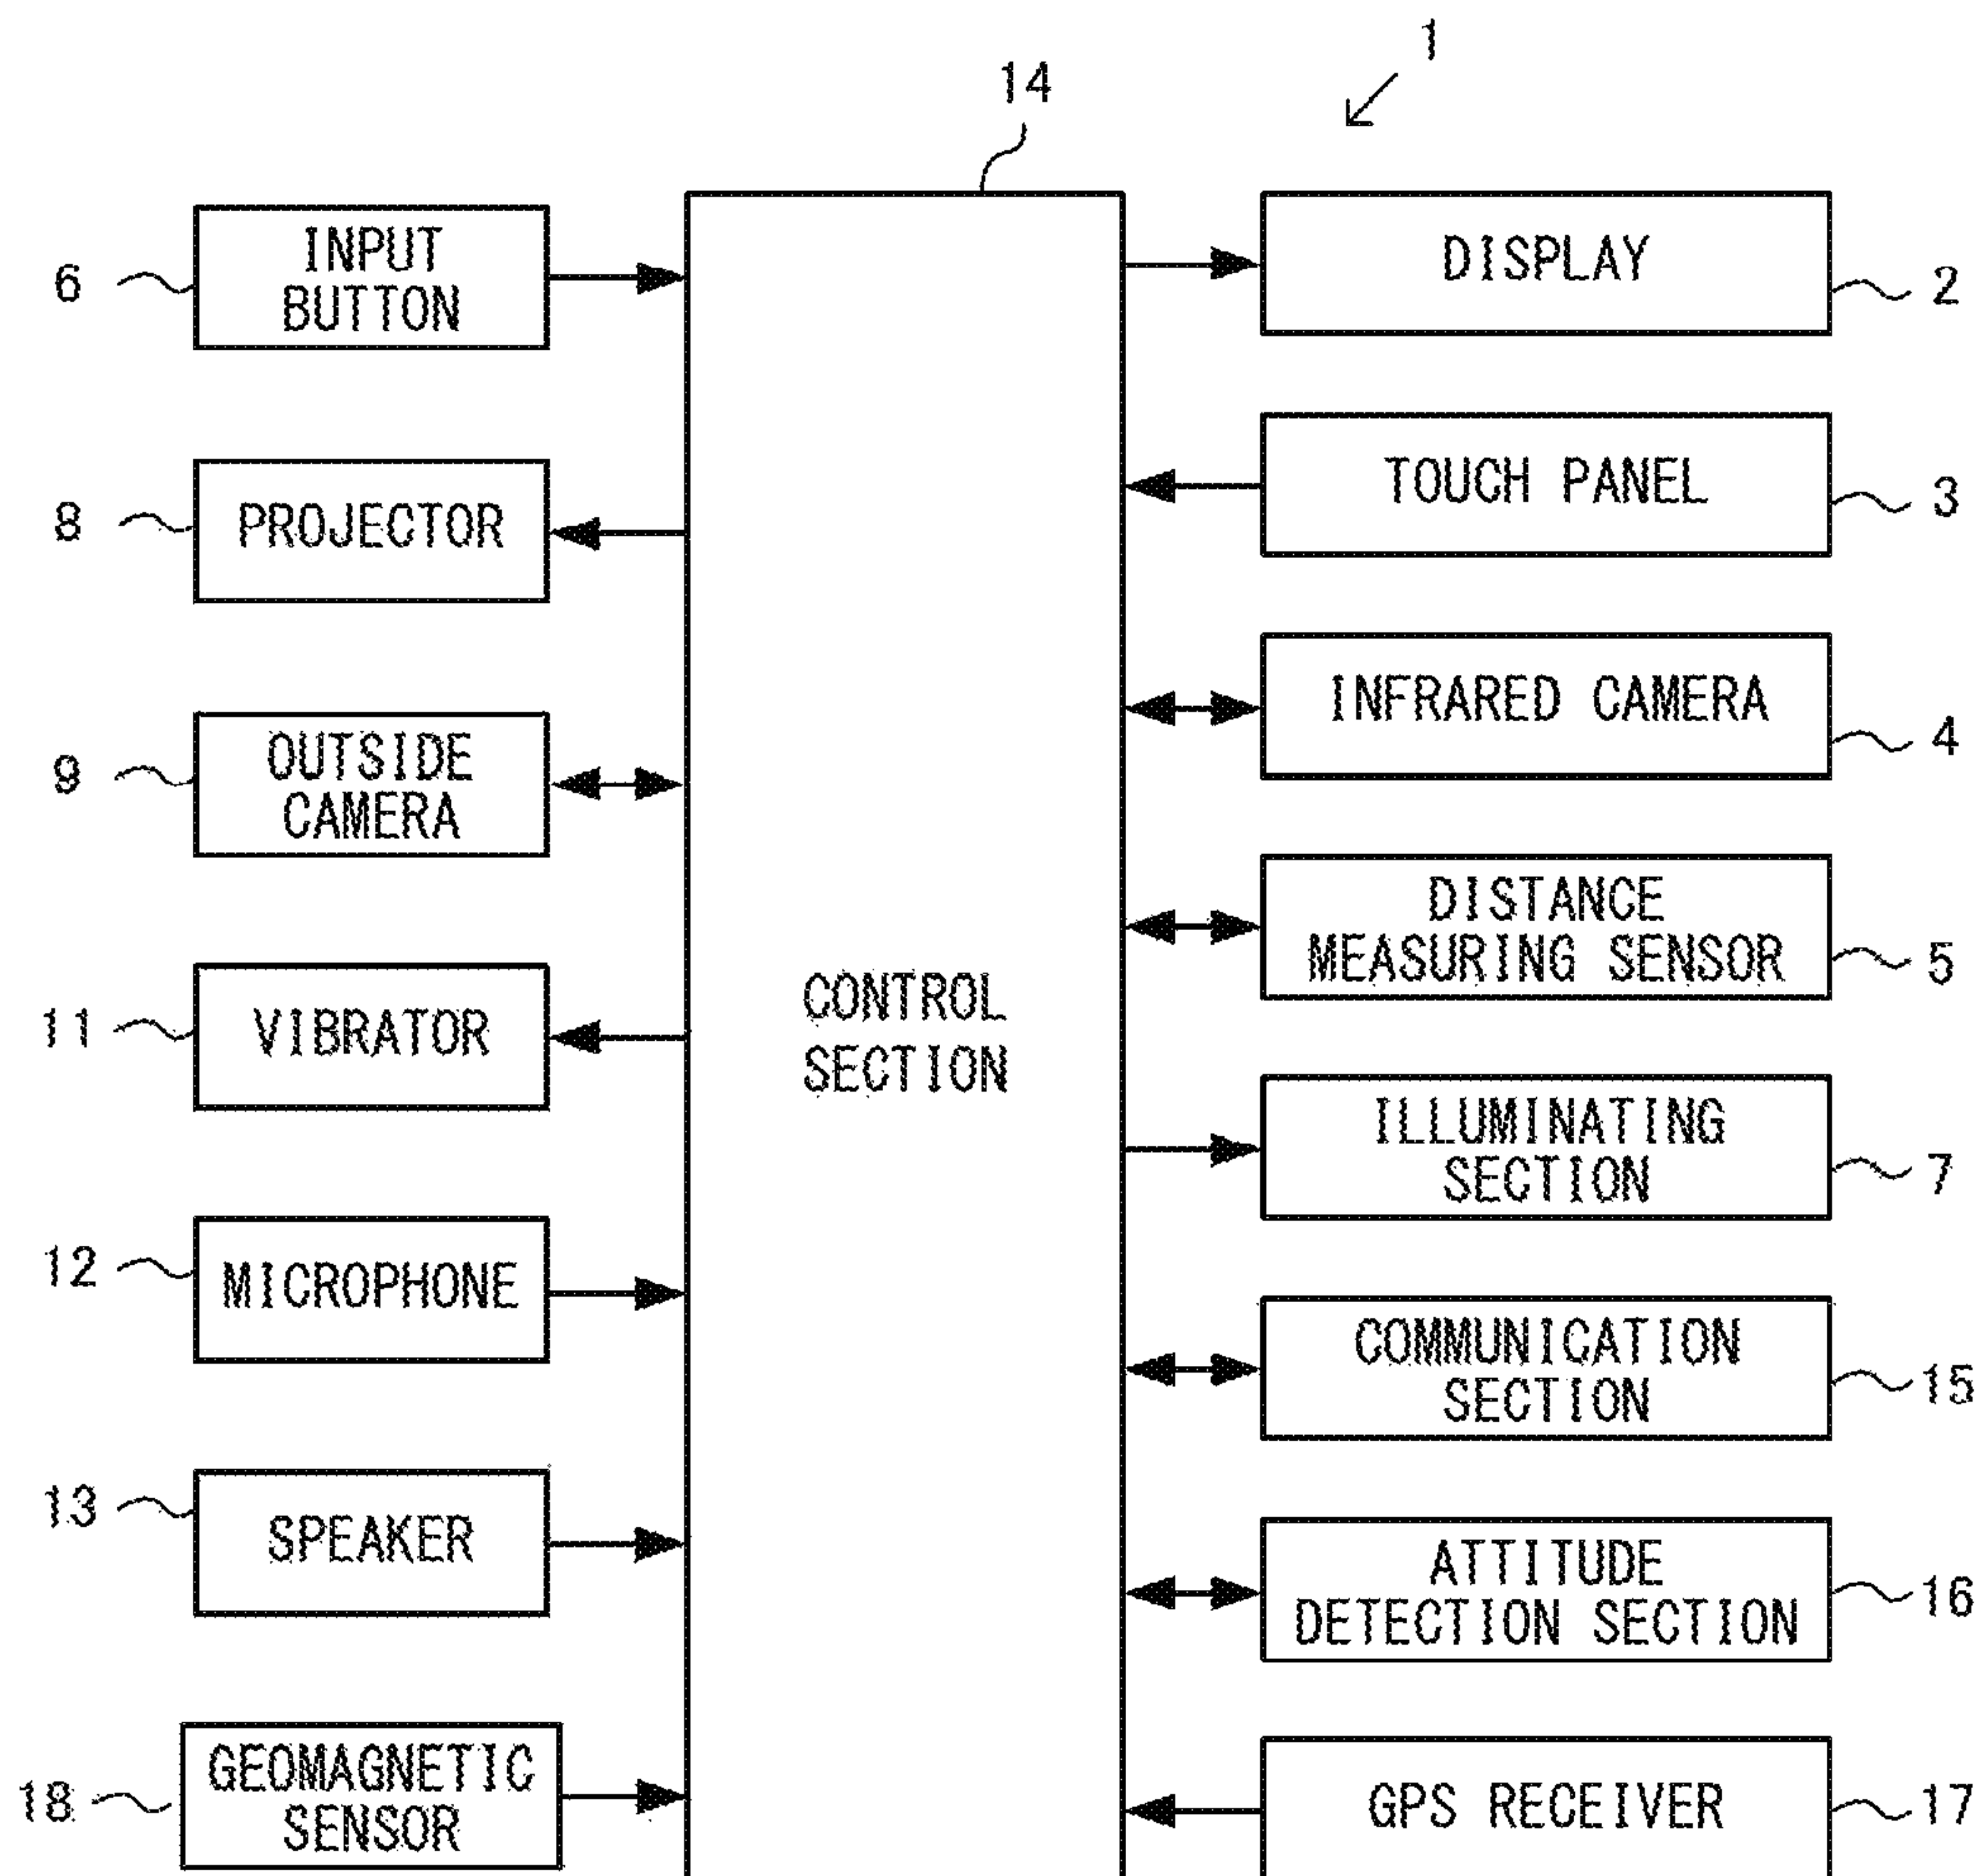 1
14
INPUT
BUTTON
6
DISPLAY
2
PROJECTOR
8
TOUCH PANEL
3
OUTSIDE
CAMERA
9
INFRARED CAMERA
4
VIBRATOR
11
CONTROL
SECTION
DISTANCE
MEASURING SENSOR
5
ILLUMINATING
SECTION
7
MICROPHONE
12
COMMUNICATION
SECTION
15
SPEAKER
13
ATTITUDE
DETECTION SECTION
16
GEOMAGNETIC
SENSOR
18
GPS RECEIVER
17